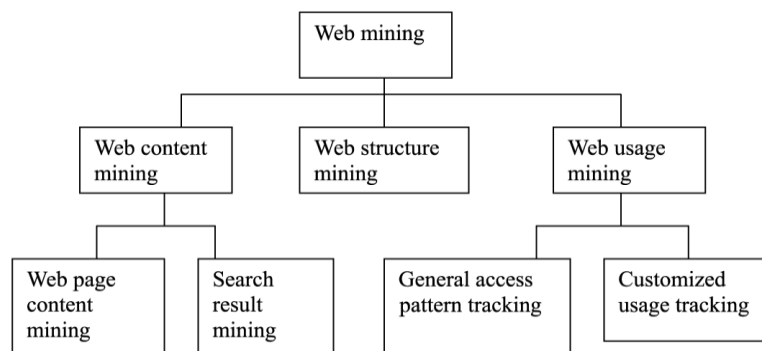 Web mining
Web content
mining
Web structure
mining
Web usage
mining
Web page
content
mining
Search
result
mining
General access
pattern tracking
Customized
usage tracking